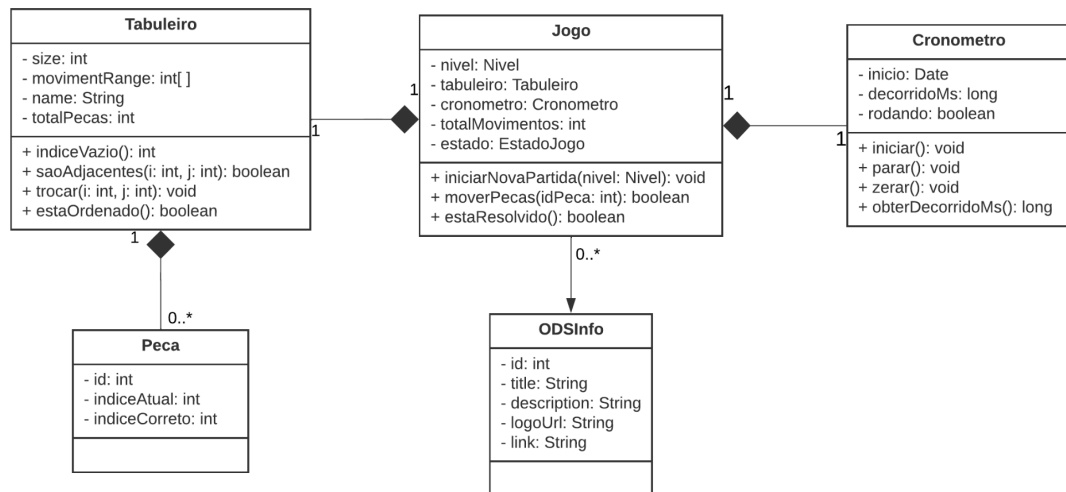 Tabuleiro
- size: int
- movimentRange: int[ ]
- name: String
- totalPecas: int
+ indiceVazio(): int
+ saoAdjacentes(i: int, j: int): boolean
+ trocar(i: int, j: int): void
+ estaOrdenado(): boolean
1
1
1
Jogo
- nivel: Nivel
- tabuleiro: Tabuleiro
- cronometro: Cronometro
- totalMovimentos: int
- estado: EstadoJogo
+ iniciarNovaPartida(nivel: Nivel): void
+ moverPecas(idPeca: int): boolean
+ estaResolvido(): boolean
1
1
Cronometro
- inicio: Date
- decorridoMs: long
- rodando: boolean
+ iniciar(): void
+ parar(): void
+ zerar(): void
+ obterDecorridoMs(): long
0..*
Peca
- id: int
- indiceAtual: int
- indiceCorreto: int
0..*
ODSInfo
- id: int
- title: String
- description: String
- logoUrl: String
- link: String